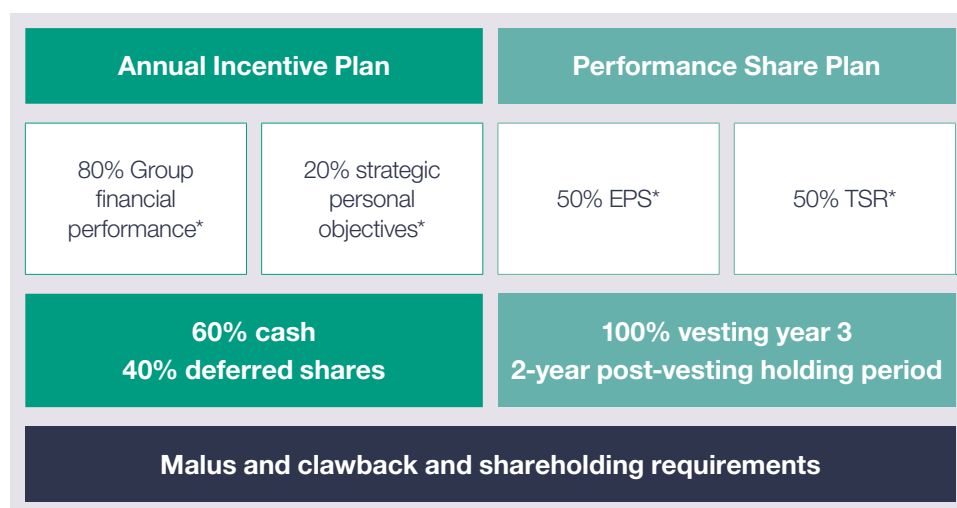 Annual Incentive Plan
Performance Share Plan
80% Group
financial
performance*
20% strategic
personal
objectives*
50% EPS*
50% TSR*
60% cash
40% deferred shares
100% vesting year 3
2-year post-vesting holding period
Malus and clawback and shareholding requirements